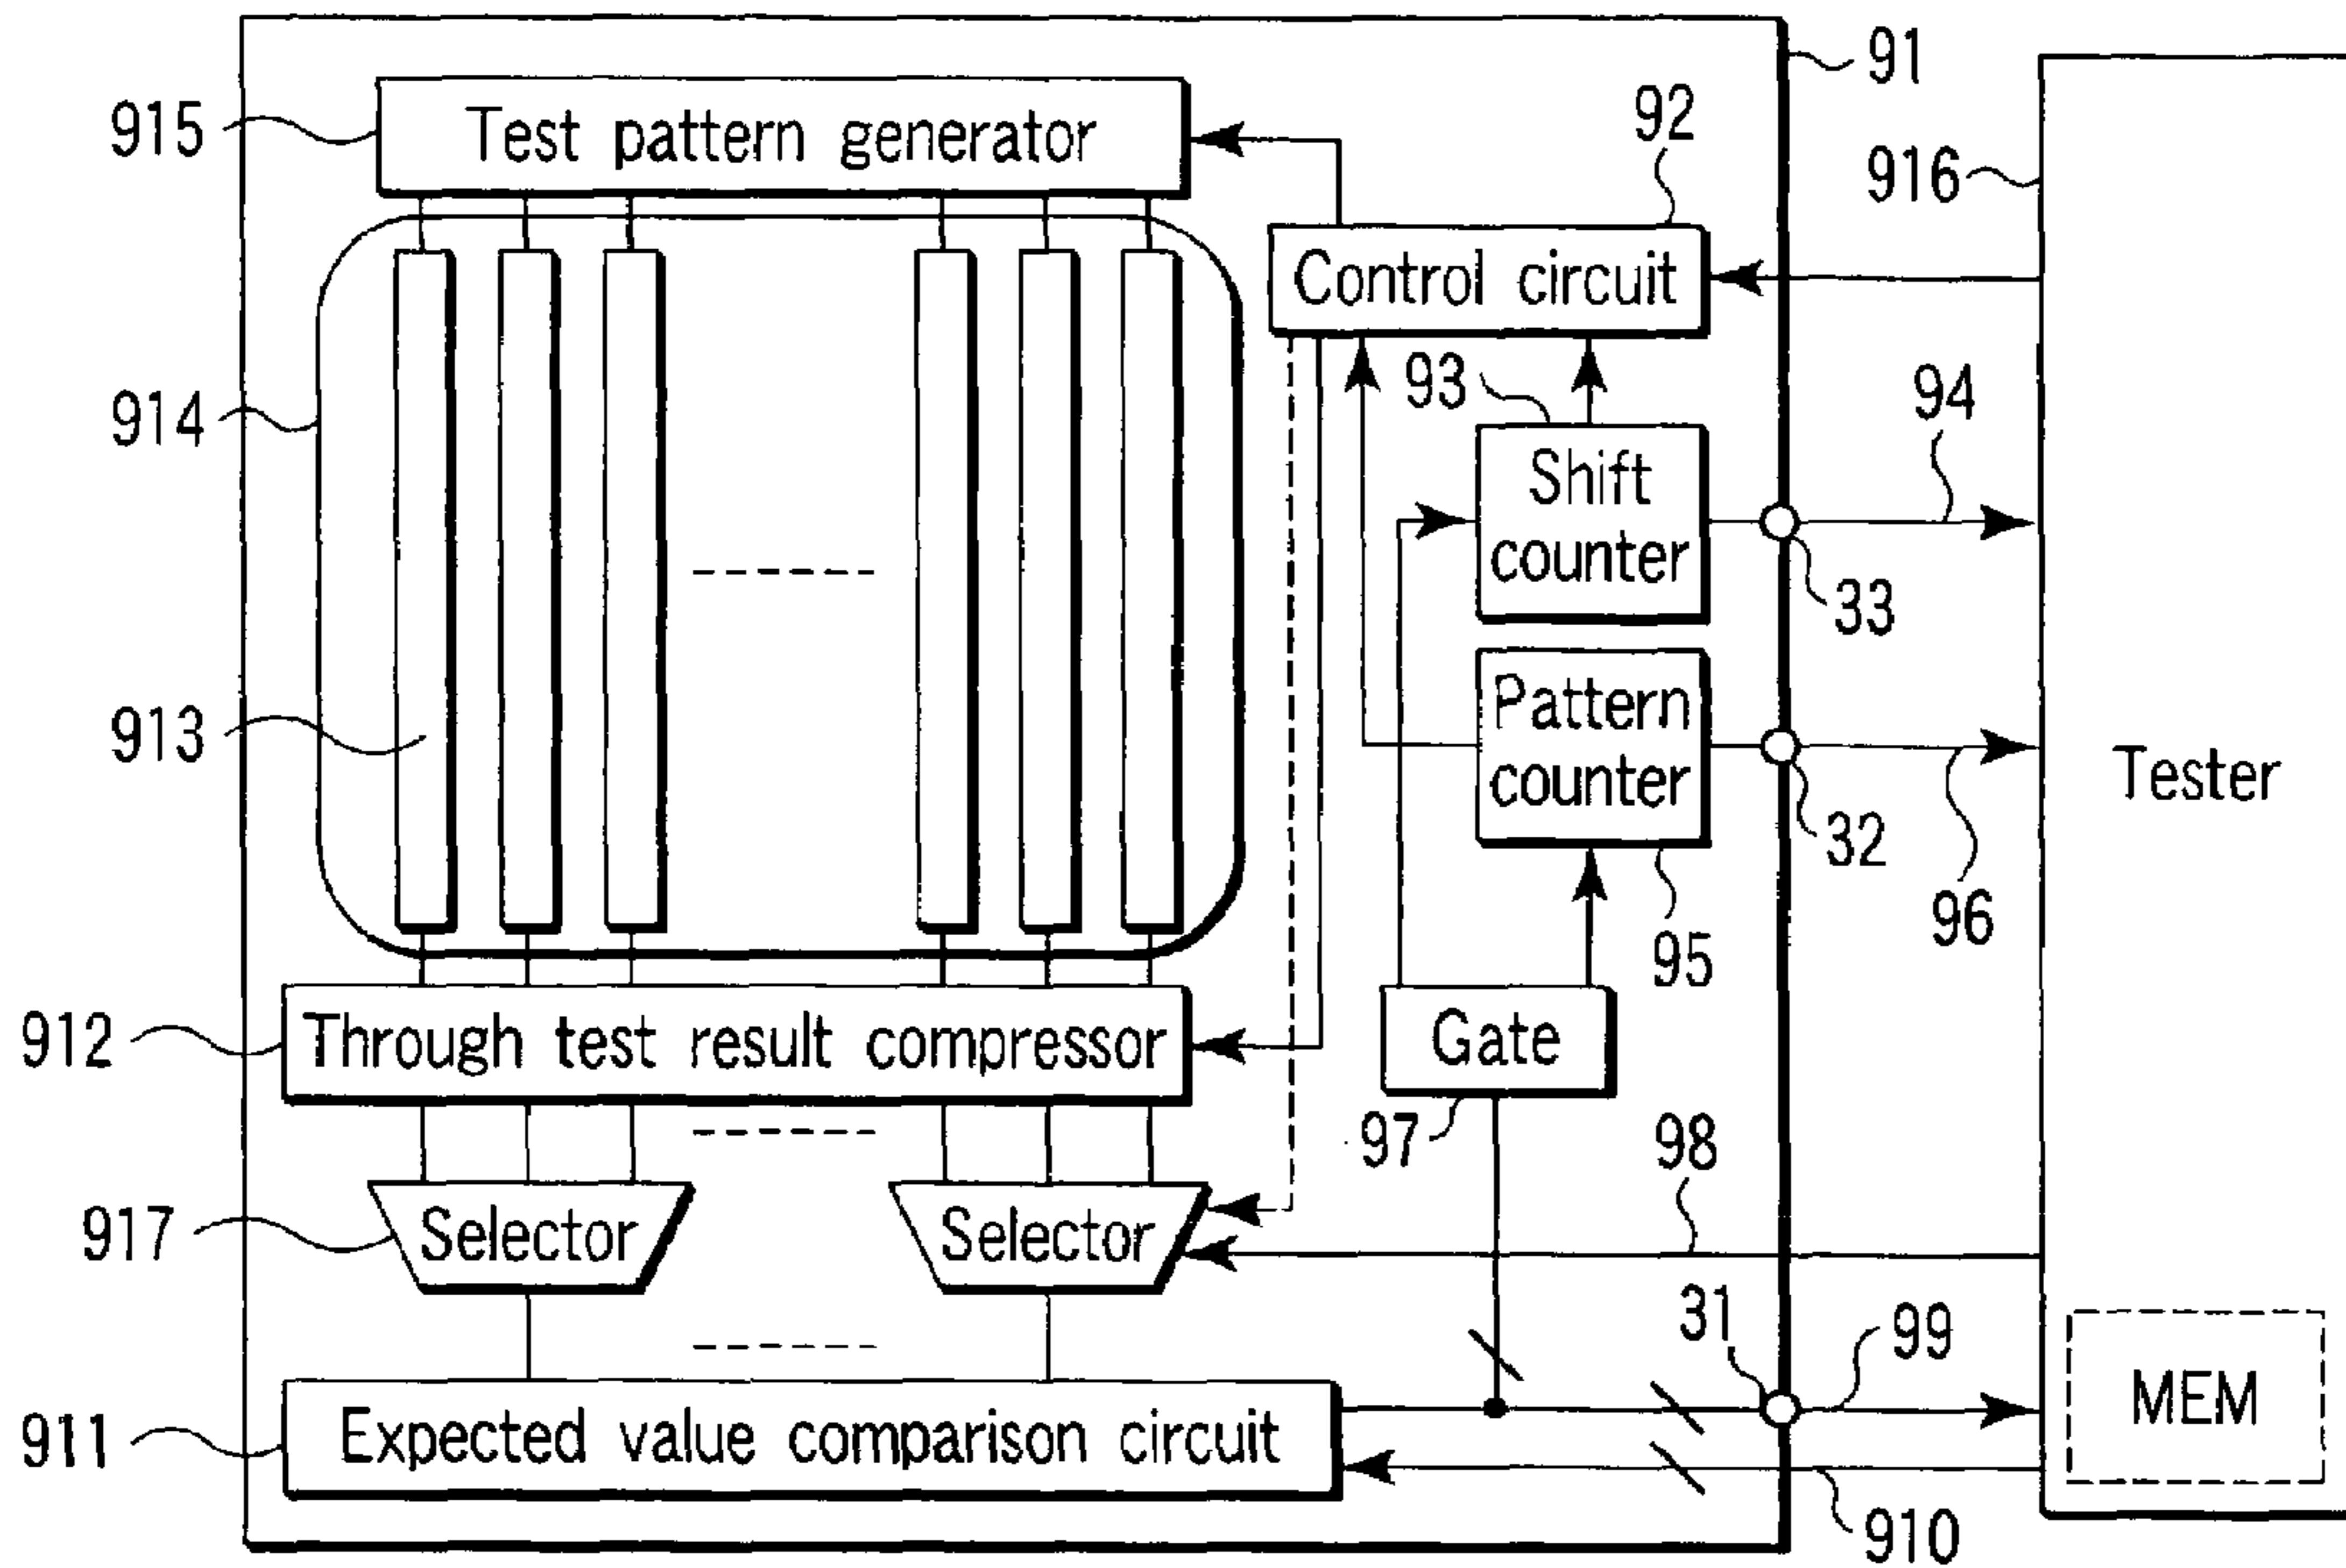 91
915
Test pattern generator
92
916
Control circuit
93
94
914
Shift
counter
33
913
Pattern
counter
Tester
32
96
95
912
Through test result compressor
Gate
97
98
917
Selector
Selector
31
99
MEM
911
Expected value comparison circuit
910